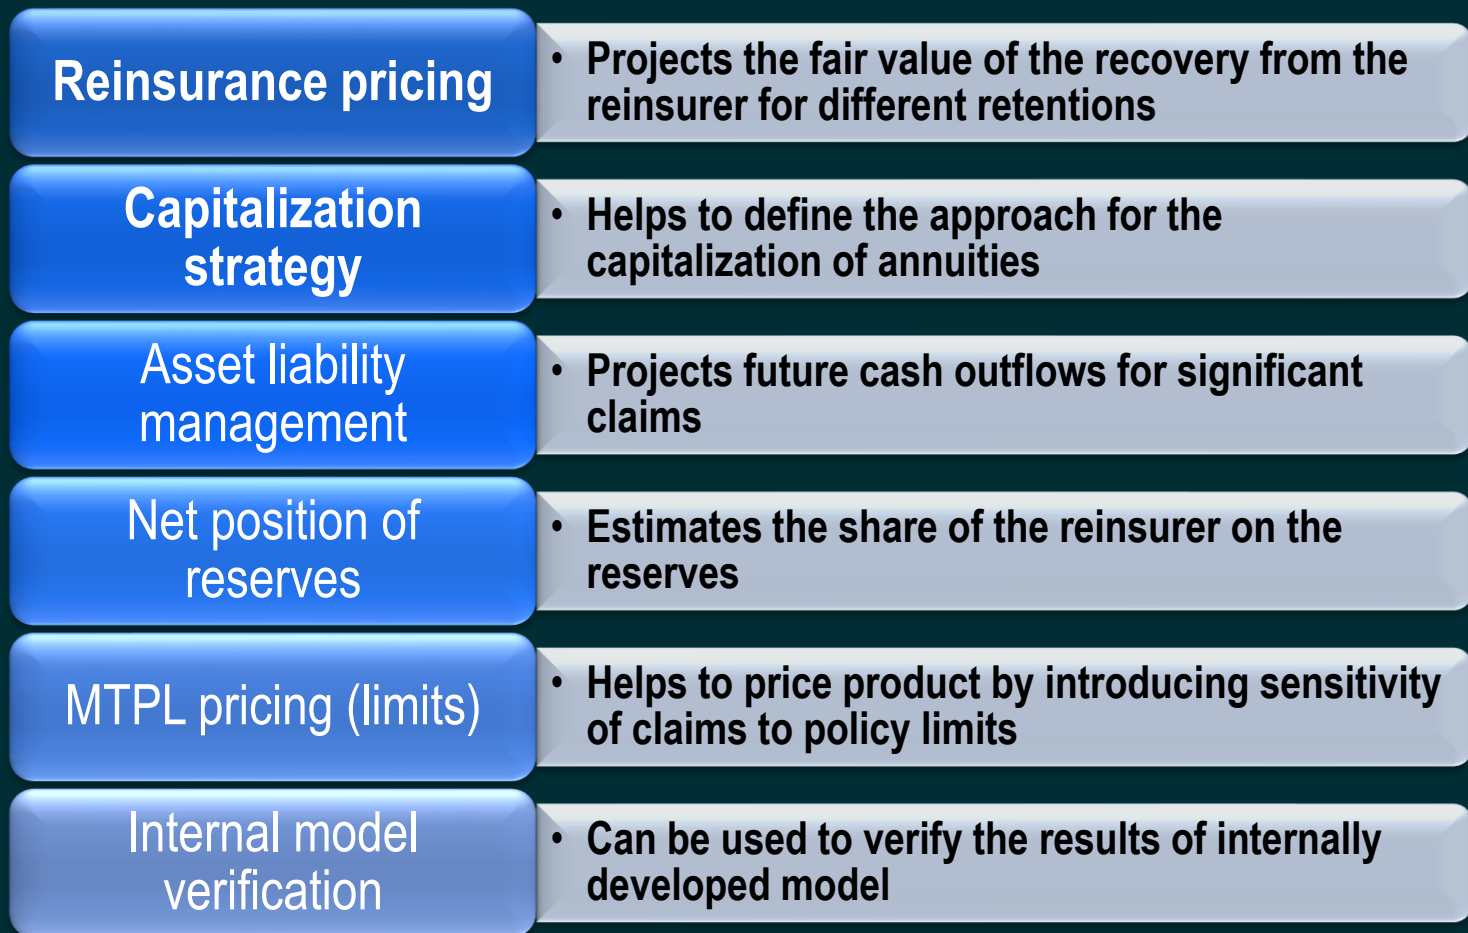 Reinsurance pricing
• Projects the fair value of the recovery from the
reinsurer for different retentions
Capitalization
strategy
• Helps to define the approach for the
capitalization of annuities
Asset liability
management
• Projects future cash outflows for significant
claims
Net position of
reserves
• Estimates the share of the reinsurer on the
reserves
MTPL pricing (limits)
• Helps to price product by introducing sensitivity
of claims to policy limits
Internal model
verification
• Can be used to verify the results of internally
developed model